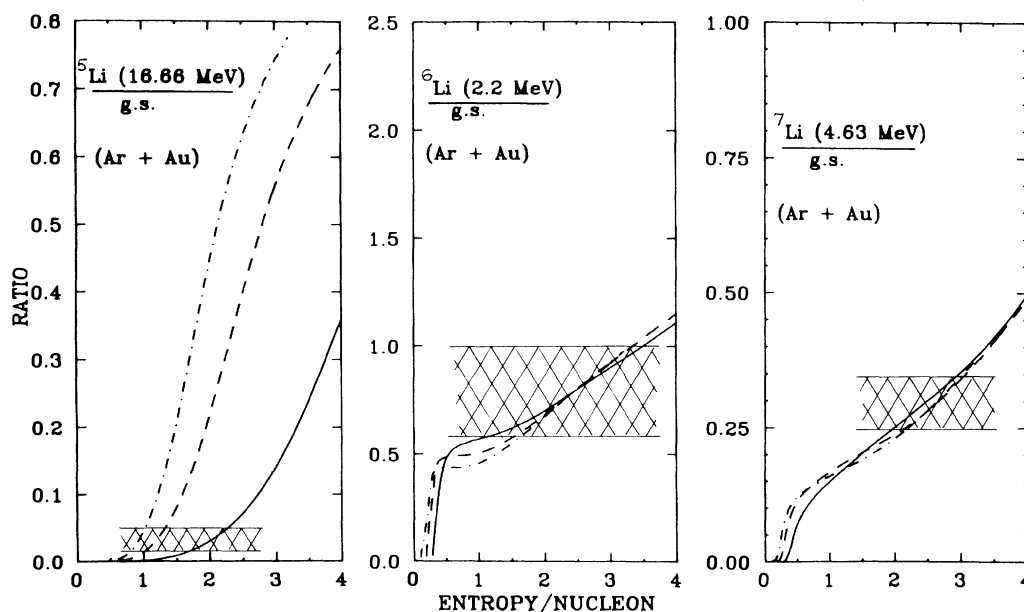 RATIO
0.8
0.7
0.6
0.5
0.4
0.3
0.2
0.1
0.0
5Li (16.66 MeV)
g.s.
(Ar + Au)
0 1 2 3 4
2.5
2.0
1.5
1.0
0.5
0.0
6Li (2.2 MeV)
g.s.
(Ar + Au)
0 1 2 3 4
1.00
0.75
0.50
0.25
0.00
7Li (4.63 MeV)
g.s.
(Ar + Au)
0 1 2 3 4
ENTROPY/NUCLEON